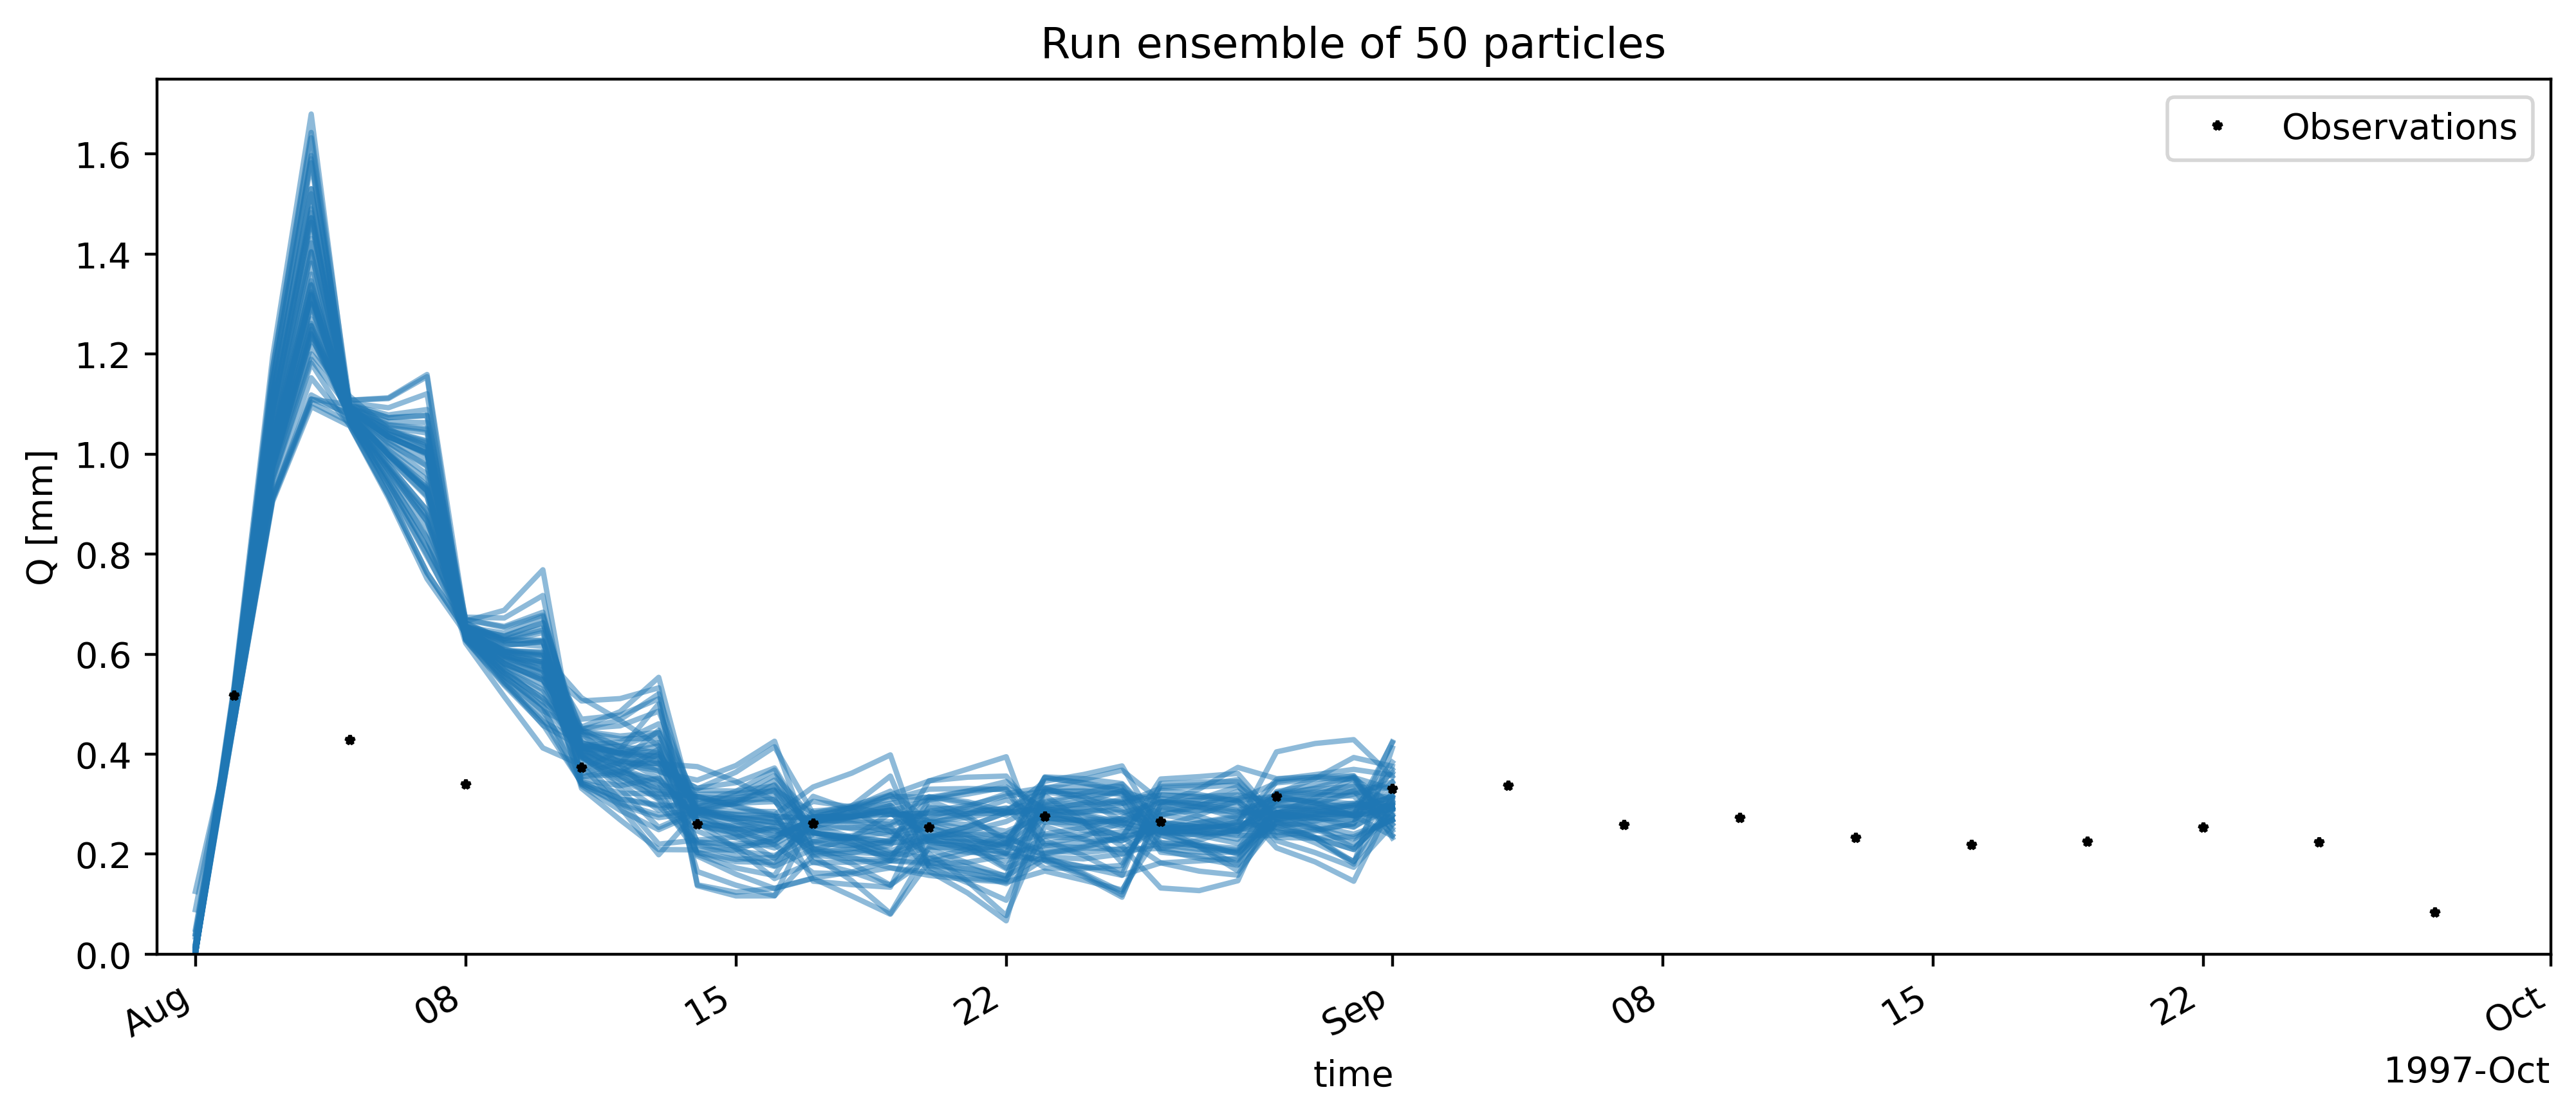 Run ensemble of 50 particles
Observations
Q [mm]
1.6
1.4
1.2
1.0
0.8
0.6
0.4
0.2
0.0
Aug 08 15 22 Sep 08 15 22 Oct
time
1997-Oct